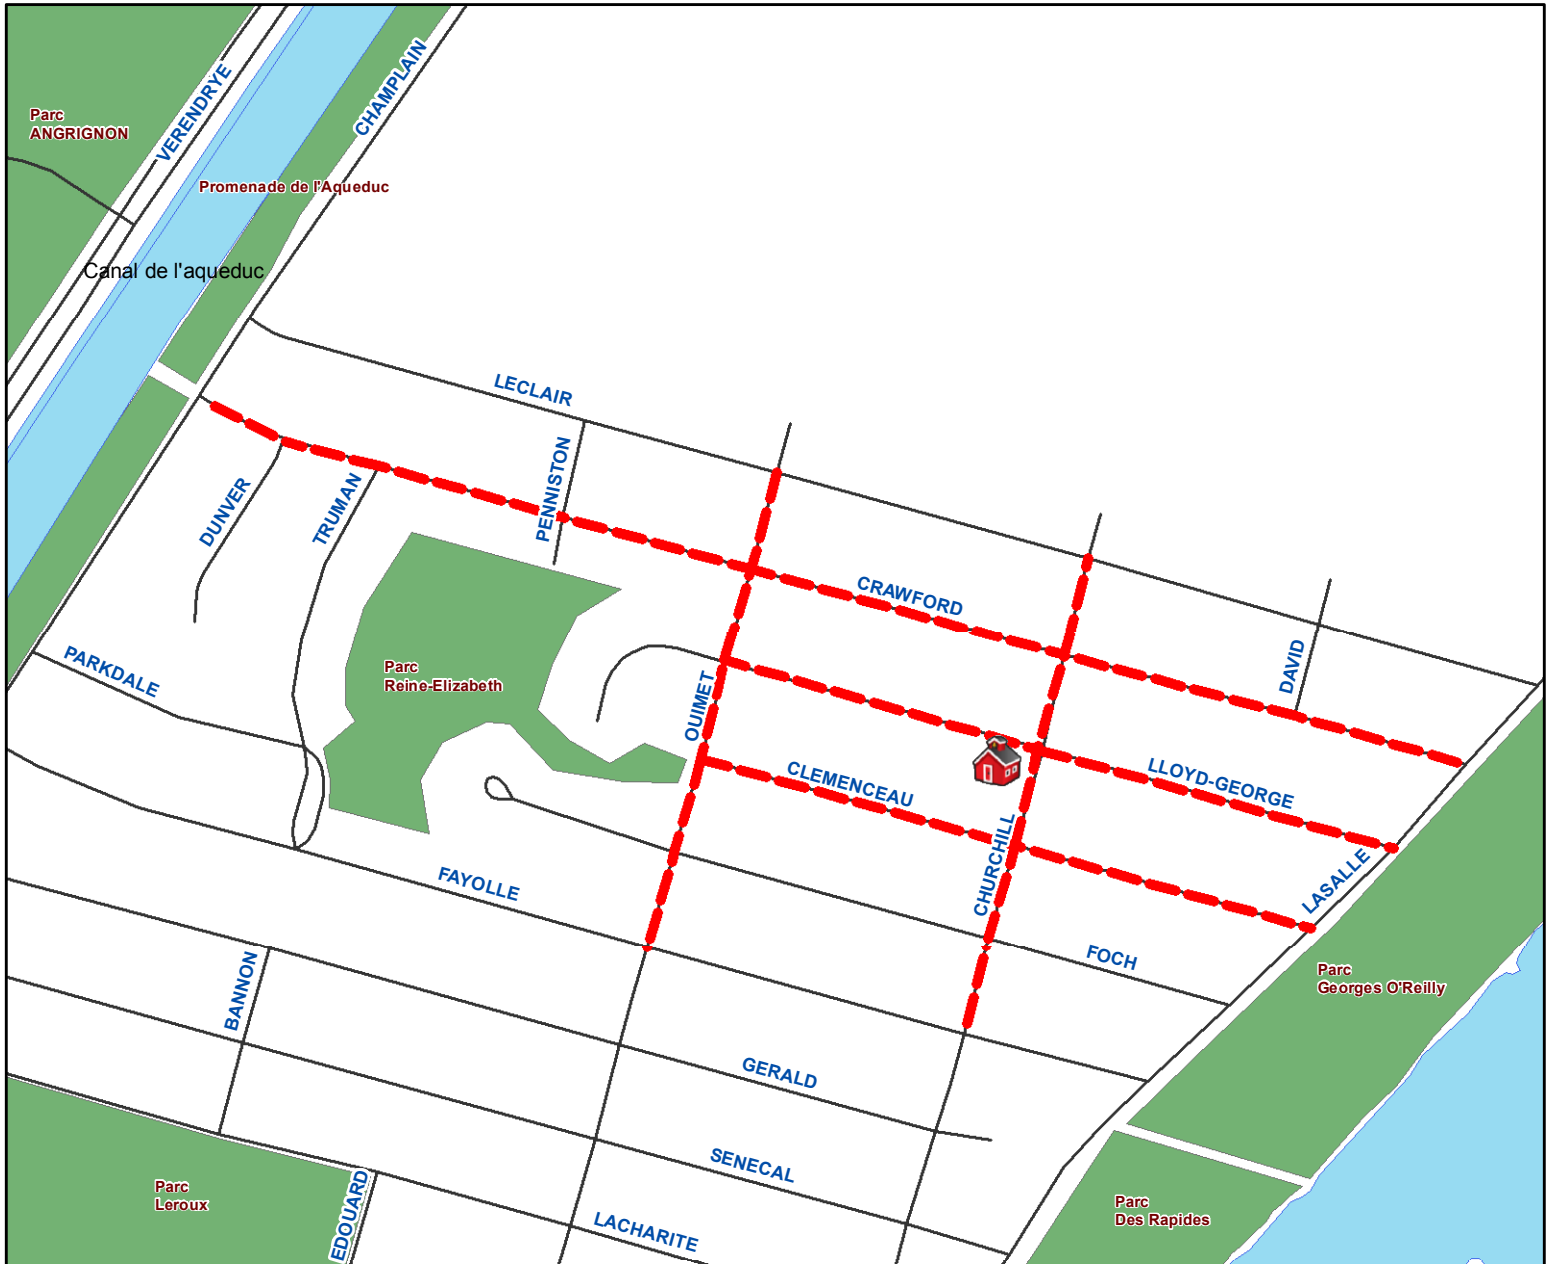 VERENDRYE
CHAMPLAIN
Parc
ANGRIGNON
Promenade de l'Aqueduc
Canal de l'aqueduc
LECLAIR
PENNISTON
DUNVER
TRUMAN
CRAWFORD
PARKDALE
Parc
Reine-Elizabeth
OUIMET
DAVID
CLEMENCEAU
LLOYD-GEORGE
CHURCHILL
LASALLE
FAYOLLE
FOCH
BANNON
Parc
Georges O'Reilly
GERALD
SENECAL
Parc
Leroux
EDOUARD
LACHARITE
Parc
Des Rapides